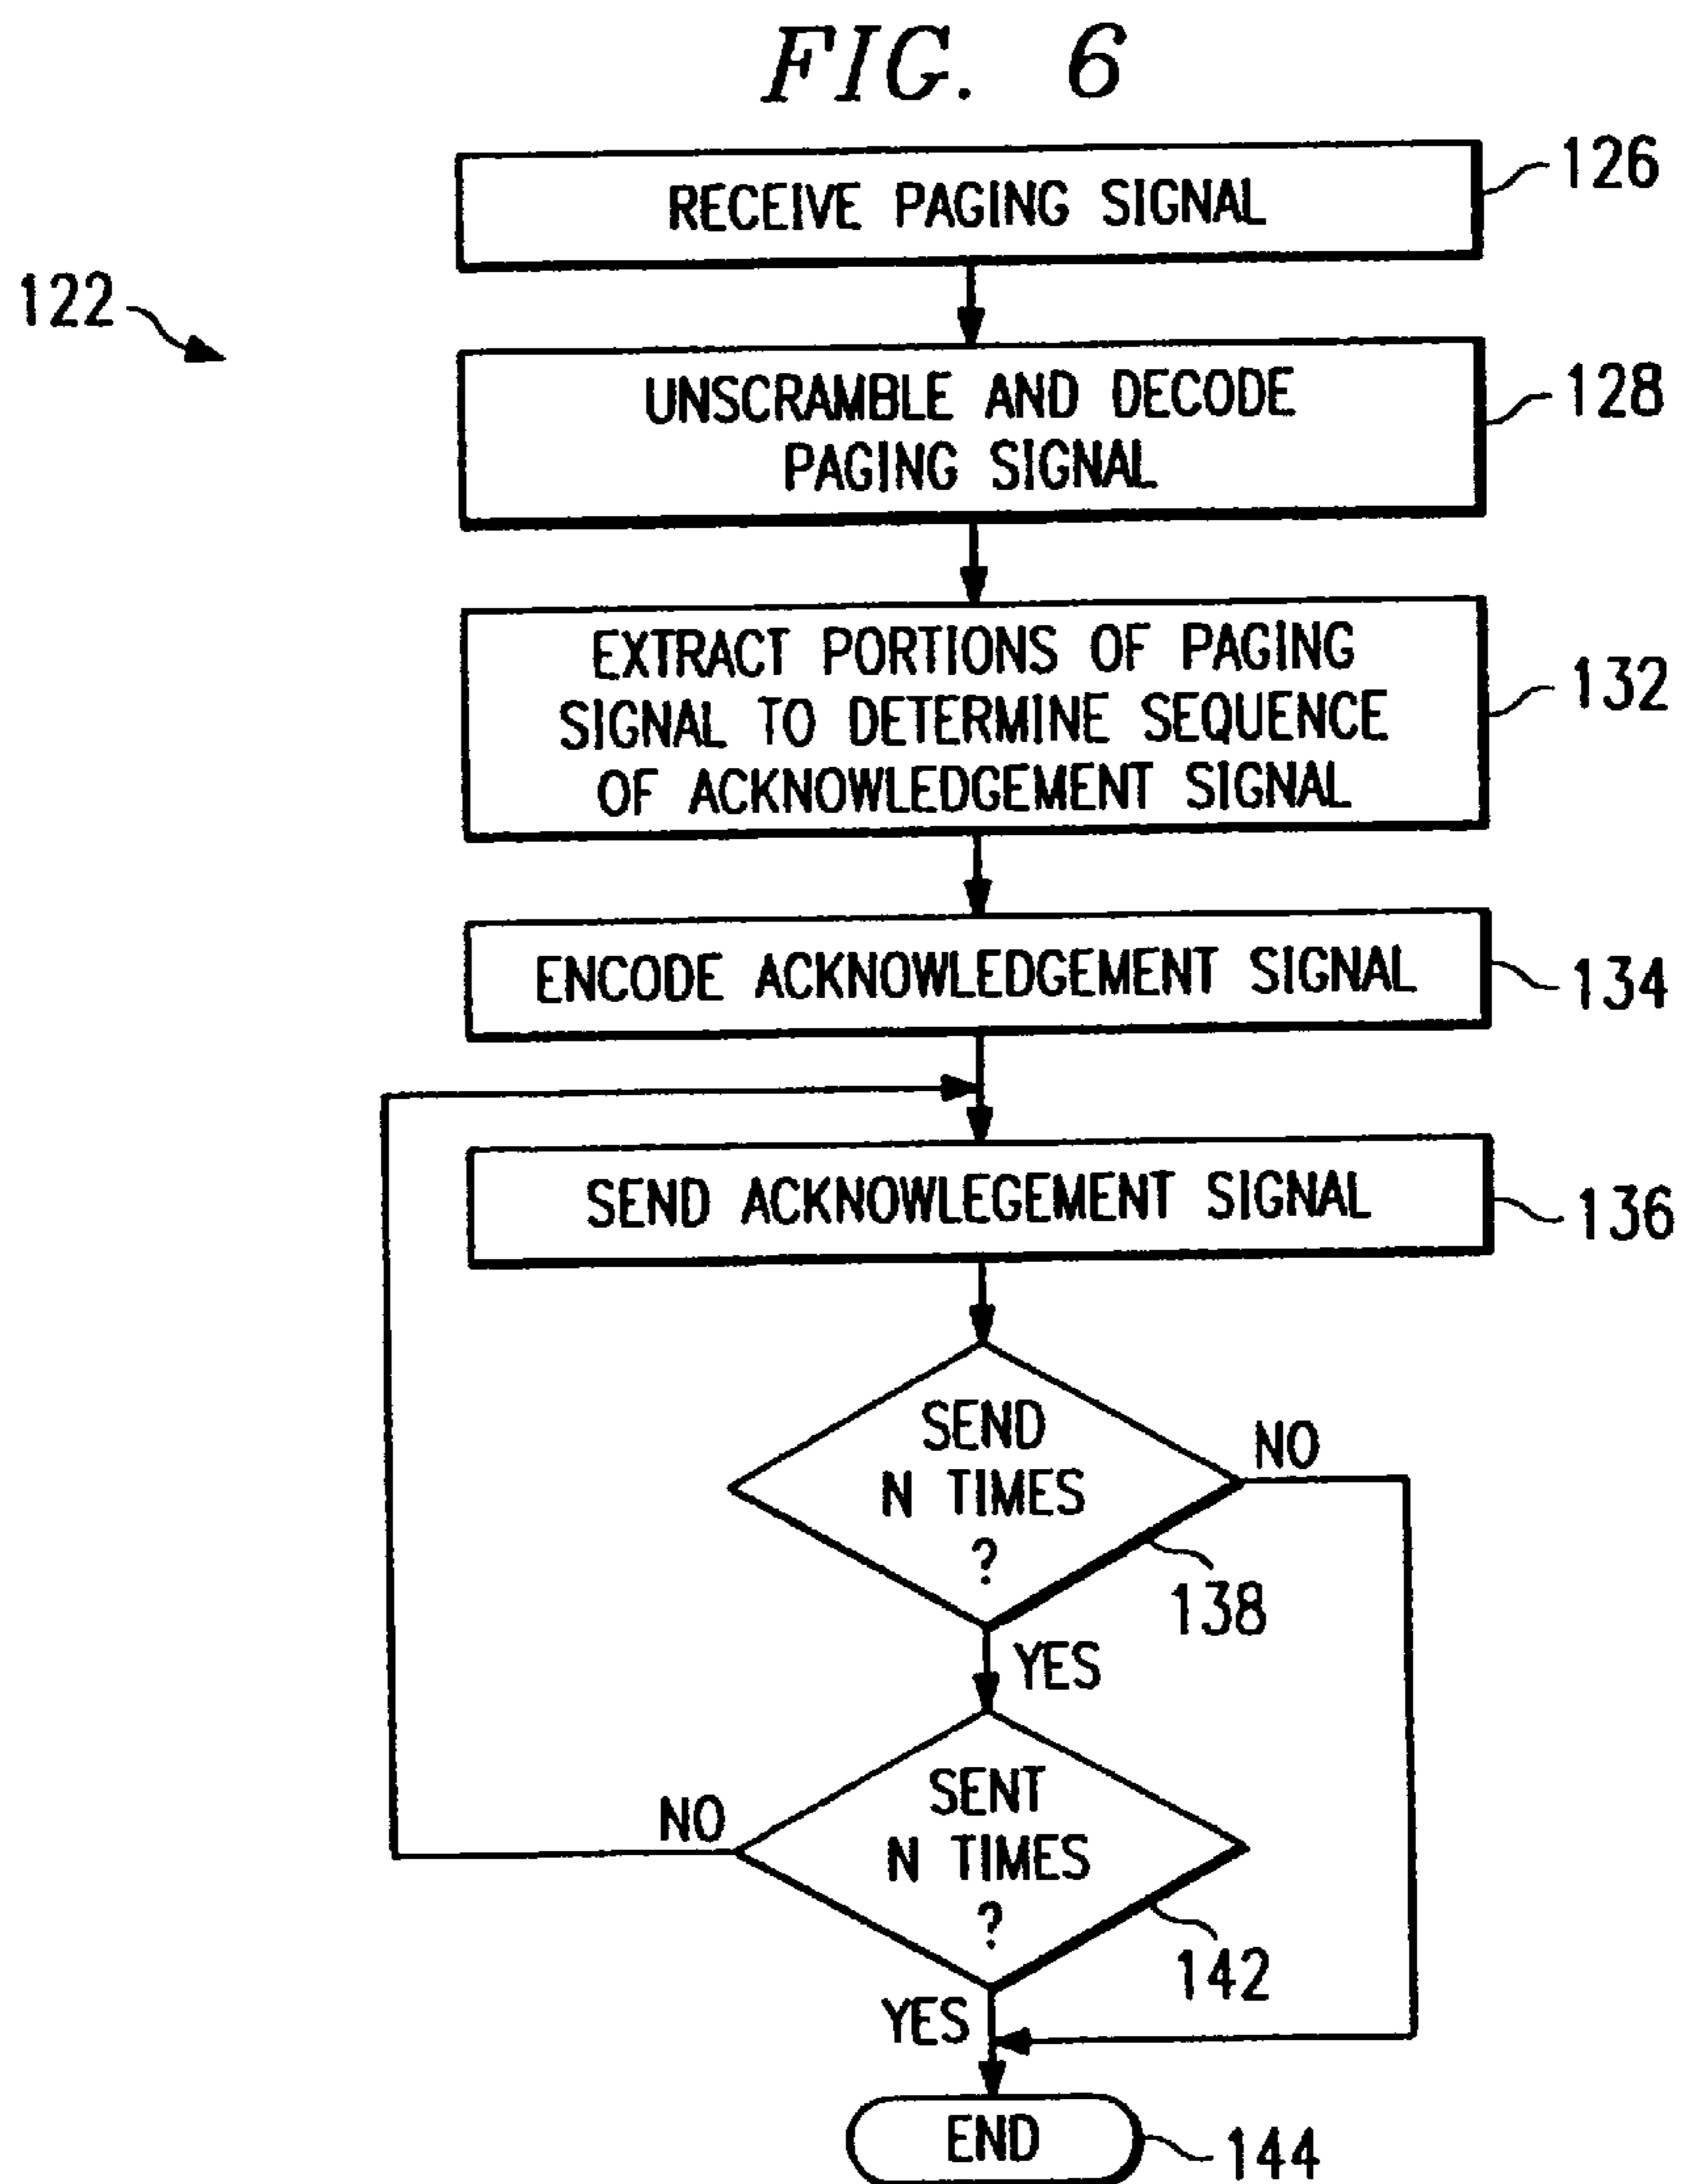 FIG. 6
RECEIVE PAGING SIGNAL
126
122
UNSCRAMBLE AND DECODE
PAGING SIGNAL
128
EXTRACT PORTIONS OF PAGING
SIGNAL TO DETERMINE SEQUENCE
OF ACKNOWLEDGEMENT SIGNAL
132
ENCODE ACKNOWLEDGEMENT SIGNAL
134
SEND ACKNOWLEGEMENT SIGNAL
136
SEND
N TIMES
?
NO
138
YES
SENT
N TIMES
?
NO
142
YES
END
144